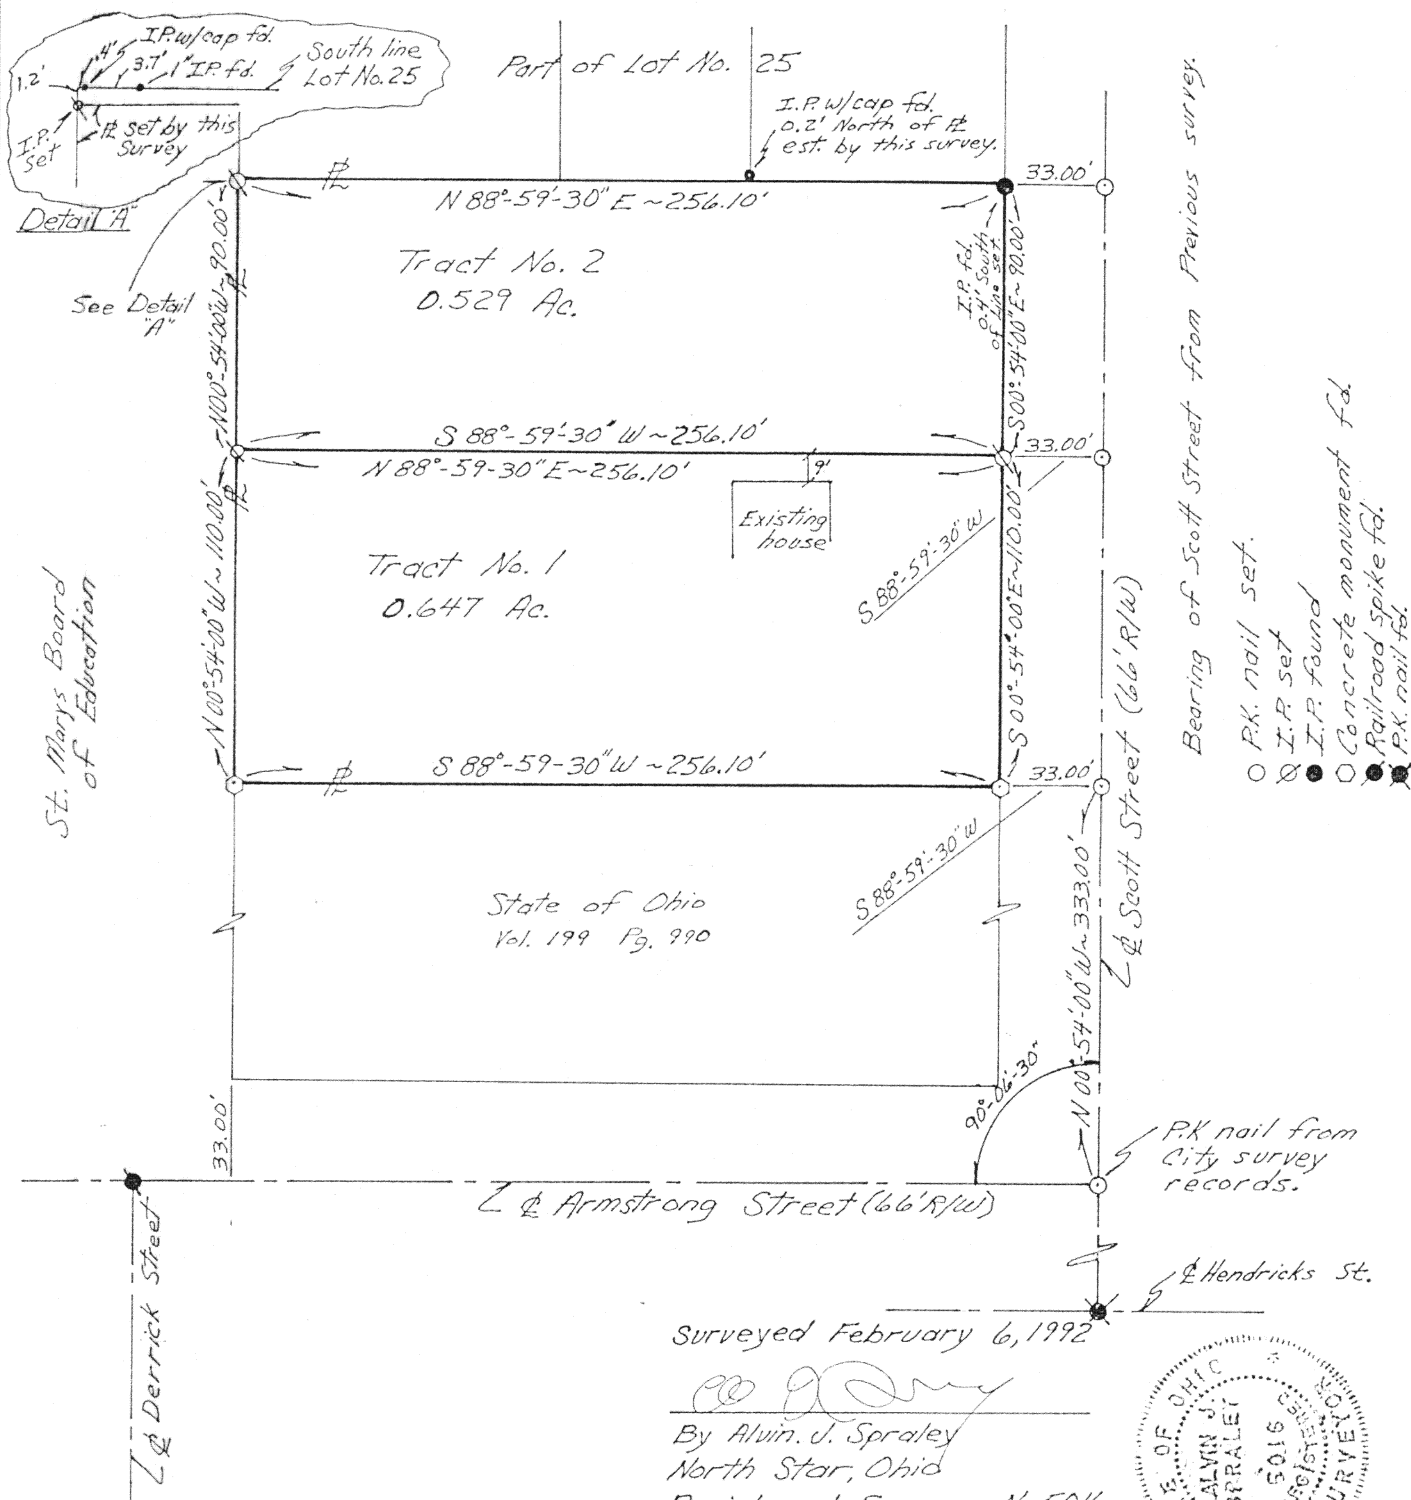 1.2'
.4'
I.P. w/cap fd.
3.7'
1" I.P. fd.
South line
Lot No. 25
I.P.
set
℄ set by this
Survey
Detail "A"
See Detail
"A"
Part of Lot No. 25
I.P. w/cap fd.
0.2' North of ℄
est. by this survey.
33.00'
N 88°-59'-30" E ~ 256.10'
Tract No. 2
0.529 Ac.
N 00°-54'-00" W ~ 90.00'
I.P. fd.
0.4' South
of line set
S 00°-54'-00" E ~ 90.00'
S 88°-59'-30" W ~ 256.10'
N 88°-59-30" E ~ 256.10'
33.00'
9'
Existing
house
Tract No. 1
0.647 Ac.
N 00°-54'-00" W ~ 110.00'
S 00°-54'-00" E ~ 110.00'
S 88°-59'-30" W
S 88°-59-30" W ~ 256.10'
33.00'
S 88°-59'-30" W
St. Marys Board
of Education
State of Ohio
Vol. 199 Pg. 990
N 00°-54'-00" W ~ 333.00'
℄ Scott Street (66' R/W)
Bearing of Scott Street from Previous survey.
P.K. nail set.
I.P. set
I.P. found
Concrete monument fd.
Railroad spike fd.
P.K. nail fd.
90°-06'-30"
33.00'
P.K nail from
City survey
records.
℄ Armstrong Street (66' R/W)
℄ Derrick Street
℄ Hendricks St.
Surveyed February 6, 1992
By Alvin. J. Spraley
North Star, Ohio
E OF OHIO
ALVIN J.
SPRALEY
5016
REGISTERED
SURVEYOR